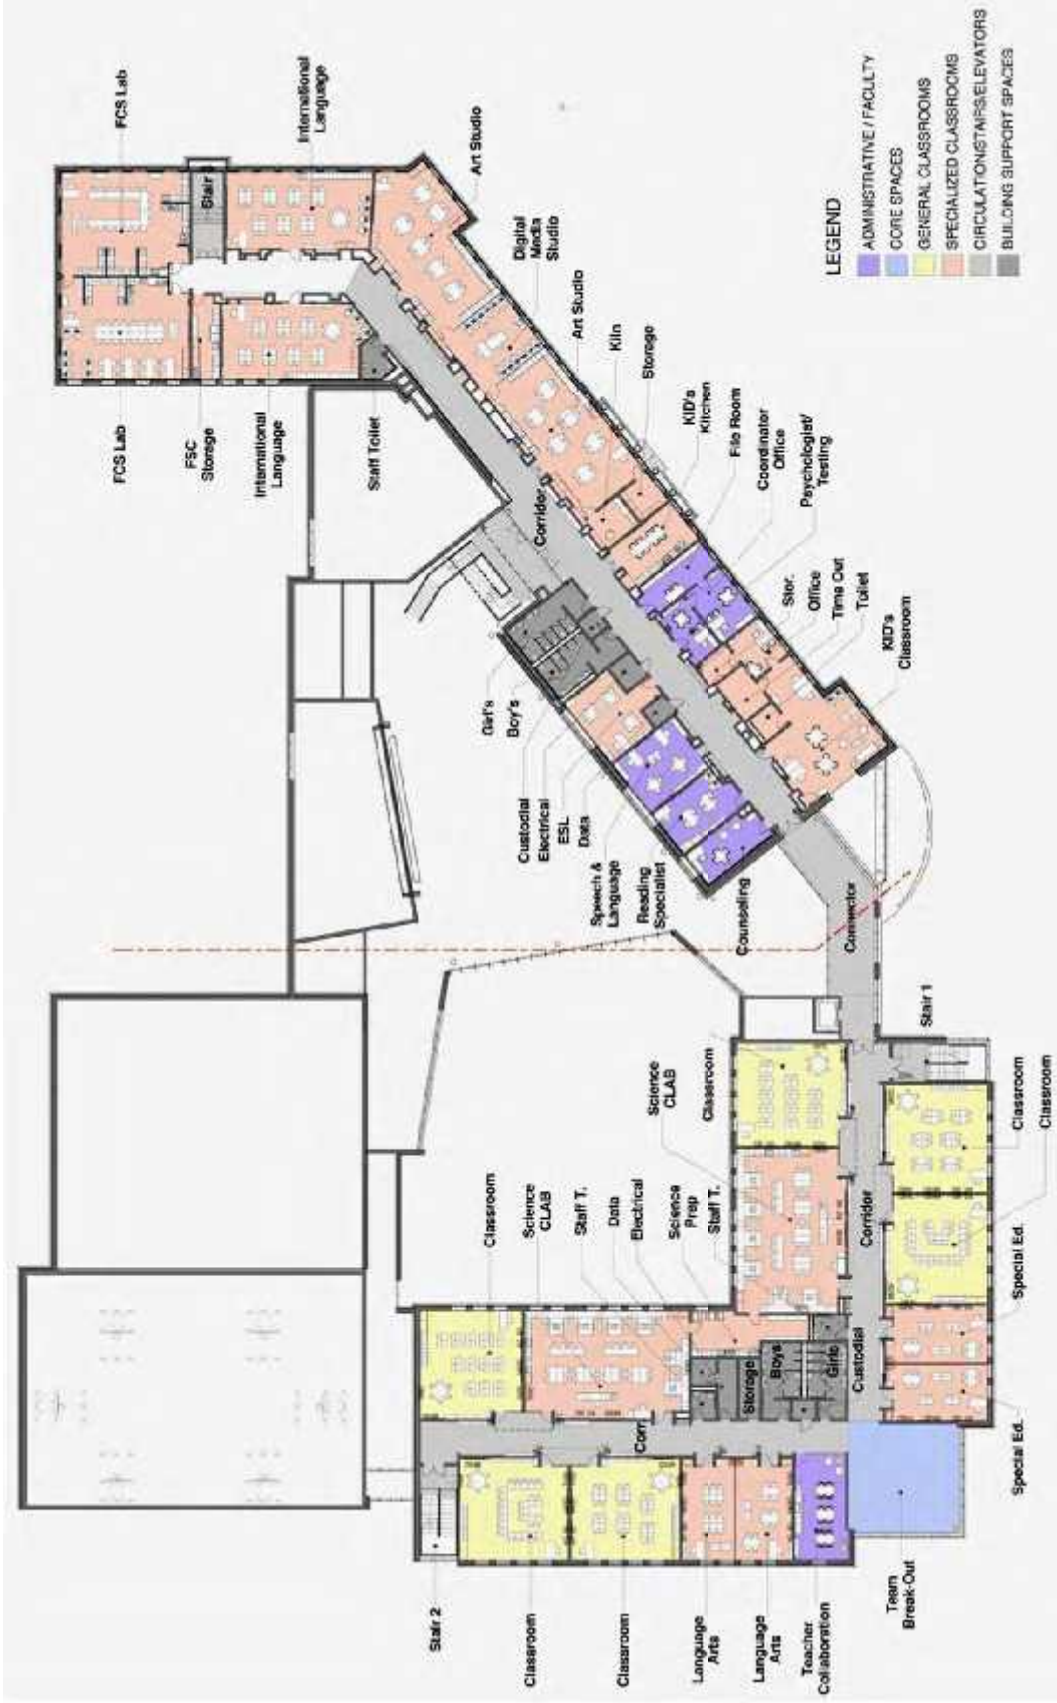 FCS Lab
International
Language
Stair
Art Studio
Digital
Media
Studio
Art Studio
Kiln
Storage
KID's
Kitchen
File Room
Coordinator
Office
Psychologist/
Testing
Stor.
Office
Time Out
Toilet
KID's
Classroom
FCS Lab
FSC
Storage
International
Language
Staff Toilet
Corridor
Girl's
Boy's
Custodial
Electrical
ESL
Data
Speech &
Language
Reading
Specialist
Counseling
Connector
Stair 1
Classroom
Classroom
Special Ed.
Special Ed.
Science
CLAB
Classroom
Corridor
Classroom
Science
CLAB
Staff T.
Data
Electrical
Science
Prep
Staff T.
Storage
Boys
Girls
Custodial
Corr
Stair 2
Classroom
Classroom
Language
Arts
Language
Arts
Teacher
Collaboration
Team
Break-Out
LEGEND
ADMINISTRATIVE / FACULTY
CORE SPACES
GENERAL CLASSROOMS
SPECIALIZED CLASSROOMS
CIRCULATION/STAIRS/ELEVATORS
BUILDING SUPPORT SPACES